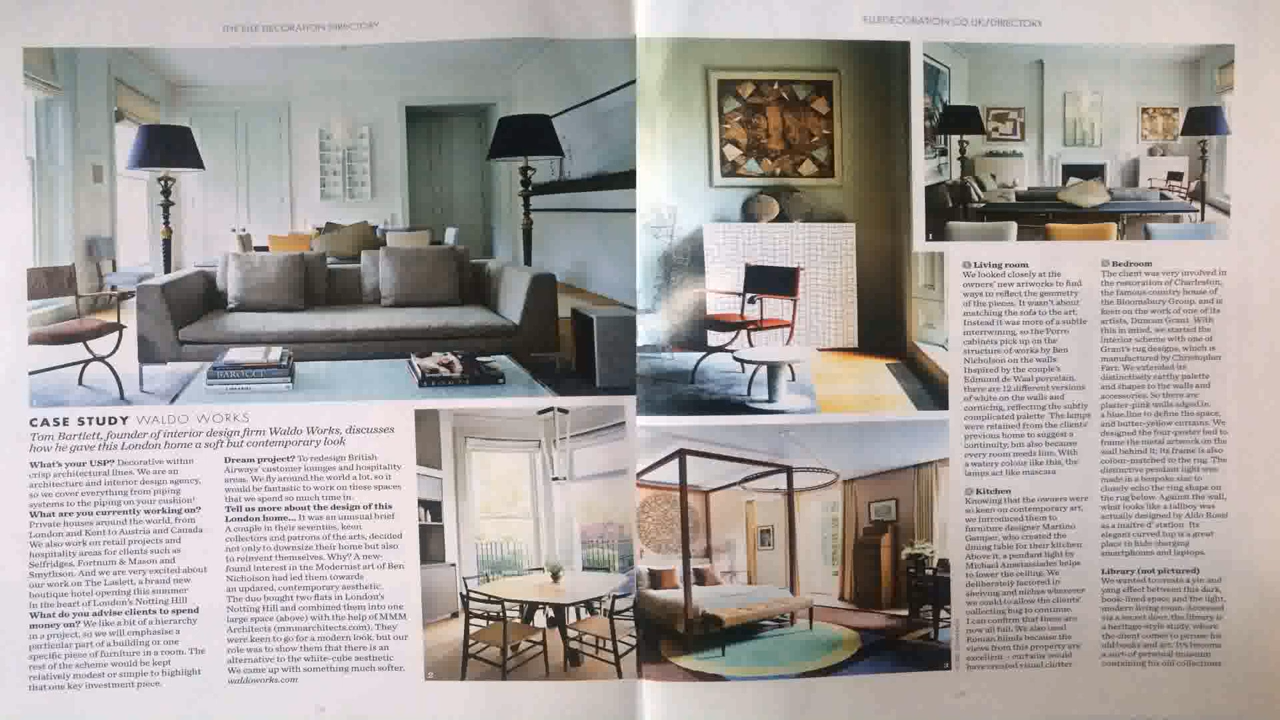 THE ELLE DECORATION DIRECTORY
ELLEDECORATION.CO.UK/DIRECTORY
BAROCCI
CASE STUDY WALDO WORKS
Tom Bartlett, founder of interior design firm Waldo Works, discusses
how he gave this London home a soft but contemporary look
What's your USP? Decorative within
crisp architectural lines. We are an
architecture and interior design agency,
so we cover everything from piping
systems to the piping on your cushion!
What are you currently working on?
Private houses around the world, from
London and Kent to Austria and Canada
We also work on retail projects and
hospitality areas for clients such as
Selfridges, Fortnum & Mason and
Smythson. And we are very excited about
our work on The Laslett, a brand new
boutique hotel opening this summer
in the heart of London's Notting Hill
What do you advise clients to spend
money on? We like a bit of a hierarchy
in a project, so we will emphasise a
particular part of a building or one
specific piece of furniture in a room. The
rest of the scheme would be kept
relatively modest or simple to highlight
that one key investment piece.
Dream project? To redesign British
Airways' customer lounges and hospitality
areas. We fly around the world a lot, so it
would be fantastic to work on these spaces
that we spend so much time in.
Tell us more about the design of this
London home... It was an unusual brief
A couple in their seventies, keen
collectors and patrons of the arts, decided
not only to downsize their home but also
to reinvent themselves. Why? A new-
found interest in the Modernist art of Ben
Nicholson had led them towards
an updated, contemporary aesthetic.
The duo bought two flats in London's
Notting Hill and combined them into one
large space (above) with the help of MMM
Architects (mmmarchitects.com). They
were keen to go for a modern look, but our
role was to show them that there is an
alternative to the white-cube aesthetic
We came up with something much softer.
waldoworks.com
2
3
1 Living room
We looked closely at the
owners' new artworks to find
ways to reflect the geometry
of the pieces. It wasn't about
matching the sofa to the art.
Instead it was more of a subtle
intertwining, so the Porro
cabinets pick up on the
structure of works by Ben
Nicholson on the walls
Inspired by the couple's
Edmund de Waal porcelain,
there are 12 different versions
of white on the walls and
cornicing, reflecting the subtly
complicated palette. The lamps
were retained from the clients'
previous home to suggest a
continuity, but also because
every room needs him. With
a watery colour like this, the
lamps act like mascara
2 Kitchen
Knowing that the owners were
so keen on contemporary art,
we introduced them to
furniture designer Martino
Gamper, who created the
dining table for their kitchen
Above it, a pendant light by
Michael Anastassiades helps
to lower the ceiling. We
deliberately factored in
shelving and niches wherever
we could to allow the clients'
collecting bug to continue.
I can confirm that they are
now all full. We also used
Roman blinds because the
views from this property are
excellent – curtains would
have created visual clutter
3 Bedroom
The client was very involved in
the restoration of Charleston,
the famous country house of
the Bloomsbury Group, and is
keen on the work of one of its
artists, Duncan Grant. With
this in mind, we started the
interior scheme with one of
Grant's rug designs, which is
manufactured by Christopher
Farr. We extended its
distinctively earthy palette
and shapes to the walls and
accessories. So there are
plaster-pink walls edged in
a blue line to define the space,
and butter-yellow curtains. We
designed the four-poster bed to
frame the metal artwork on the
wall behind it; its frame is also
colour-matched to the rug. The
distinctive pendant light was
made in a bespoke size to
closely echo the ring shape on
the rug below. Against the wall,
what looks like a tallboy was
actually designed by Aldo Rossi
as a maître d' station. Its
elegant curved lip is a great
place to hide charging
smartphones and laptops.
Library (not pictured)
We wanted to create a yin and
yang effect between this dark,
book-lined space and the light,
modern living room. Accessed
via a secret door, the library is
a heritage-style study, where
the client comes to peruse his
old books and art. It's become
a sort of personal museum
containing his old collections